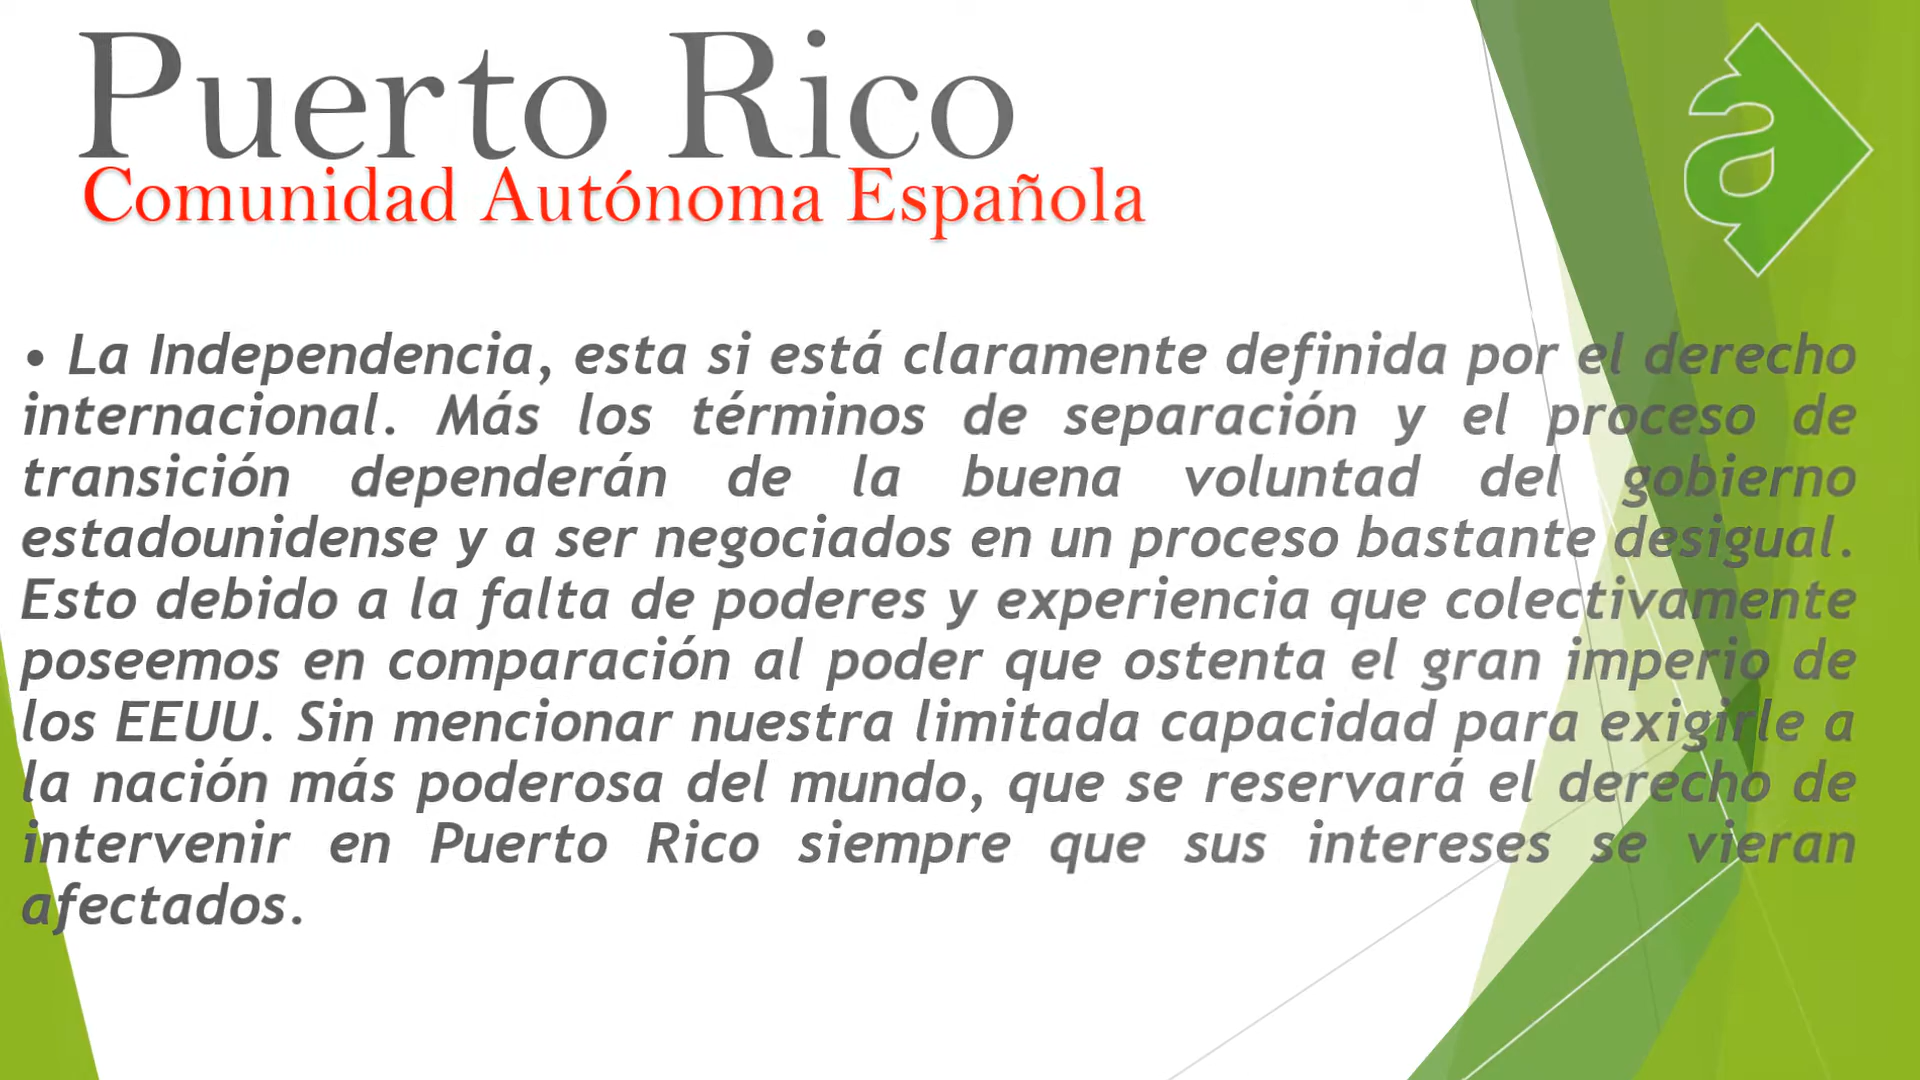 Puerto Rico
Comunidad Autónoma Española
a
• La Independencia, esta si está claramente definida por el derecho
internacional. Más los términos de separación y el proceso de
transición dependerán de la buena voluntad del gobierno
estadounidense y a ser negociados en un proceso bastante desigual.
Esto debido a la falta de poderes y experiencia que colectivamente
poseemos en comparación al poder que ostenta el gran imperio de
los EEUU. Sin mencionar nuestra limitada capacidad para exigirle a
la nación más poderosa del mundo, que se reservará el derecho de
intervenir en Puerto Rico siempre que sus intereses se vieran
afectados.